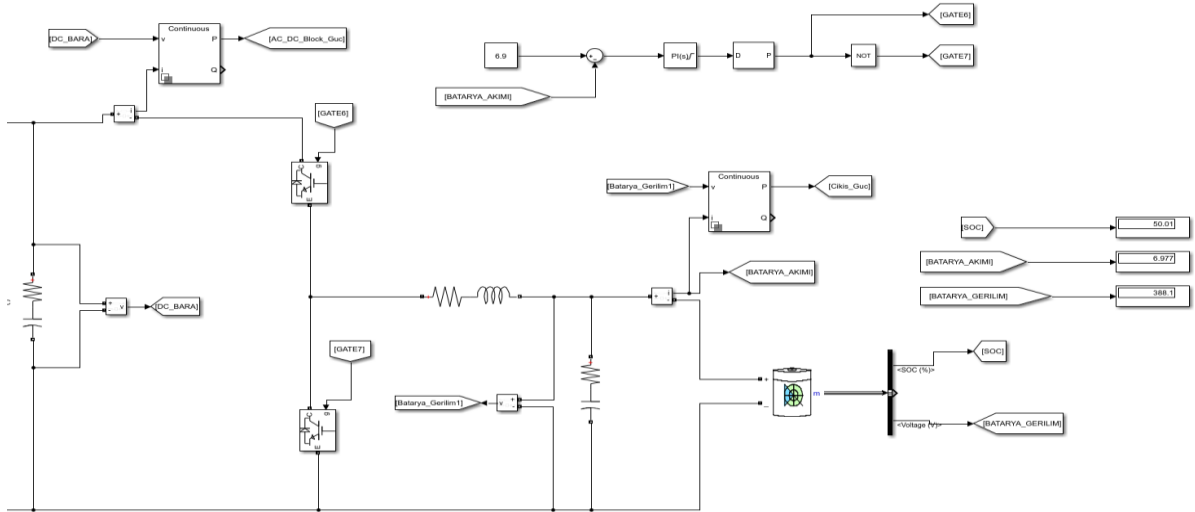 Continuous
[DC_BARA]
v
P
[AC_DC_Block_Guc]
i
Q
[GATE6]
6.9
PI(s)
D
P
NOT
[GATE7]
[BATARYA_AKIMI]
i
+
-
[GATE6]
C
g
E
Continuous
[Batarya_Gerilim1]
v
P
[Cikis_Guc]
i
Q
[SOC]
50.01
[BATARYA_AKIMI]
6.977
[BATARYA_GERILIM]
388.1
[BATARYA_AKIMI]
+
i
-
+
v
-
[DC_BARA]
[GATE7]
C
g
E
[Batarya_Gerilim1]
v
+
-
+
_
m
[SOC]
<SOC (%)>
<Voltage (V)>
[BATARYA_GERILIM]